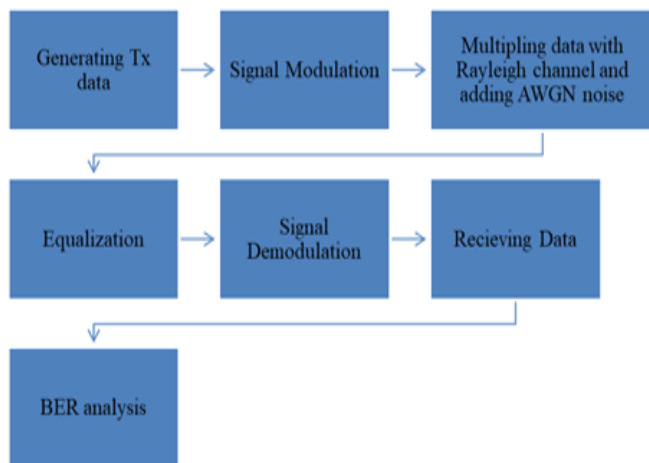 Generating Tx
data
Signal Modulation
Multipling data with
Rayleigh channel and
adding AWGN noise
Equalization
Signal
Demodulation
Recieving Data
BER analysis